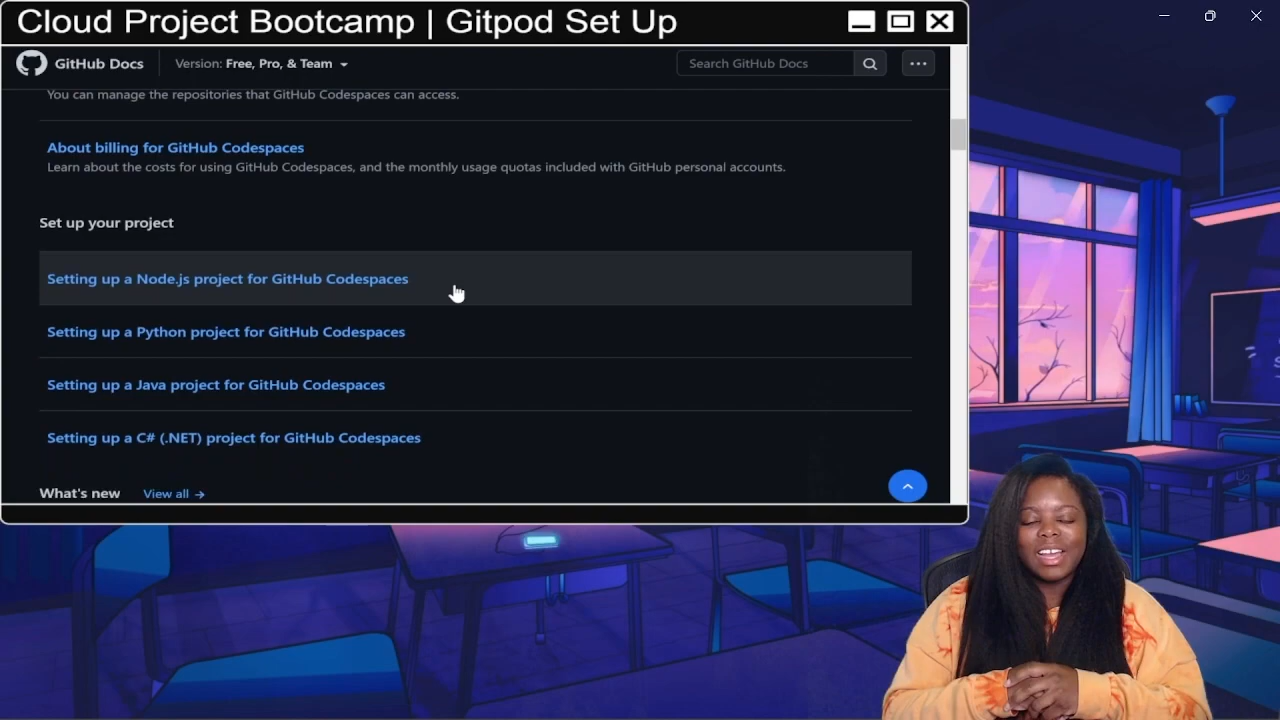 Cloud Project Bootcamp | Gitpod Set Up
GitHub Docs
Version: Free, Pro, & Team
Search GitHub Docs
You can manage the repositories that GitHub Codespaces can access.
About billing for GitHub Codespaces
Learn about the costs for using GitHub Codespaces, and the monthly usage quotas included with GitHub personal accounts.
Set up your project
Setting up a Node.js project for GitHub Codespaces
Setting up a Python project for GitHub Codespaces
Setting up a Java project for GitHub Codespaces
Setting up a C# (.NET) project for GitHub Codespaces
What's new View all →